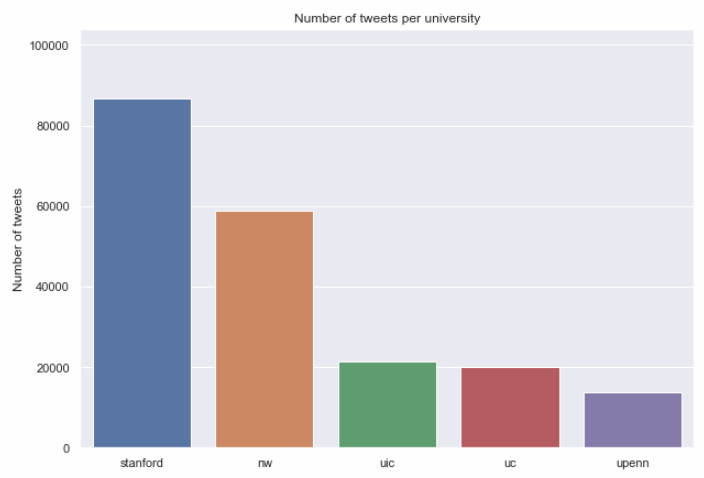 Number of tweets per university
Number of tweets
100000
80000
60000
40000
20000
0
stanford nw uic uc upenn